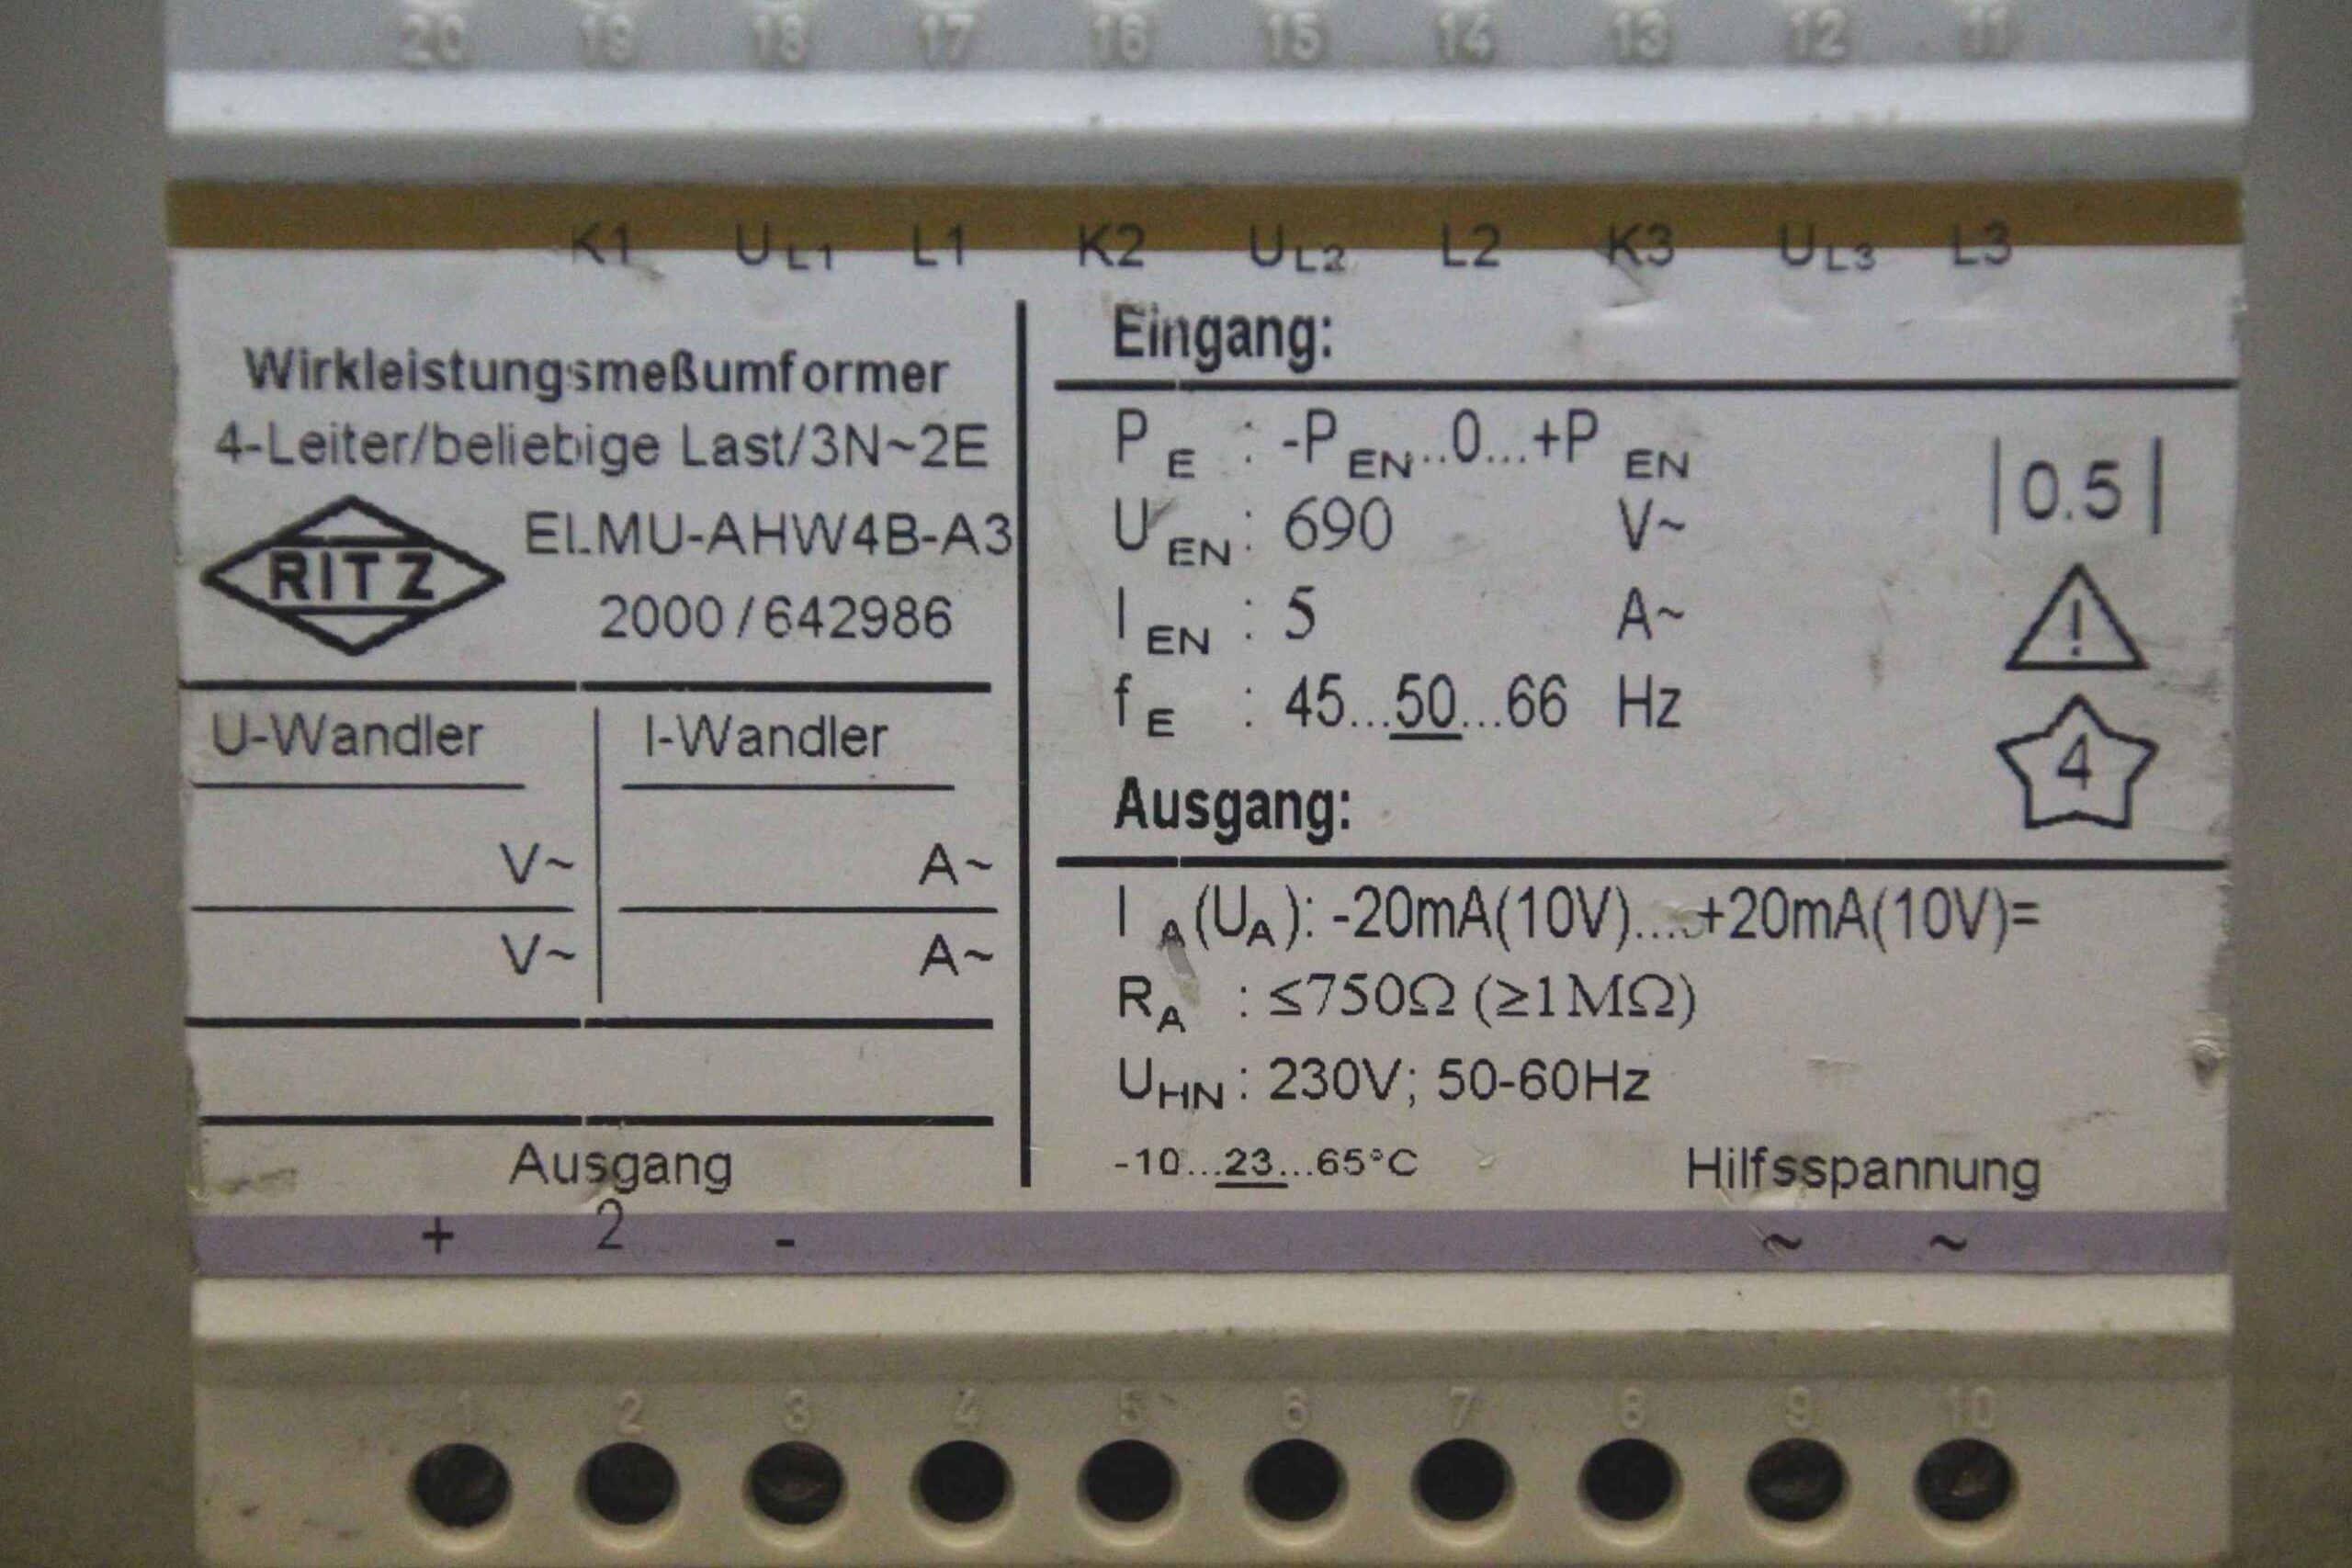 20 19 18 17 16 15 14 13 12 11
K1 UL1 L1 K2 UL2 L2 K3 UL3 L3
Wirkleistungsmeßumformer
4-Leiter/beliebige Last/3N~2E
RITZ
ELMU-AHW4B-A3
2000/642986
U-Wandler I-Wandler
V~ A~
V~ A~
Ausgang
+ 2 -
Eingang:
PE : -PEN...0...+PEN
UEN: 690 V~
IEN : 5 A~
fE : 45...50...66 Hz
|0.5|
!
4
Ausgang:
IA(UA): -20mA(10V)...+20mA(10V)=
RA : ≤750Ω (≥1MΩ)
UHN: 230V; 50-60Hz
-10...23...65°C
Hilfsspannung
~ ~
1 2 3 4 5 6 7 8 9 10